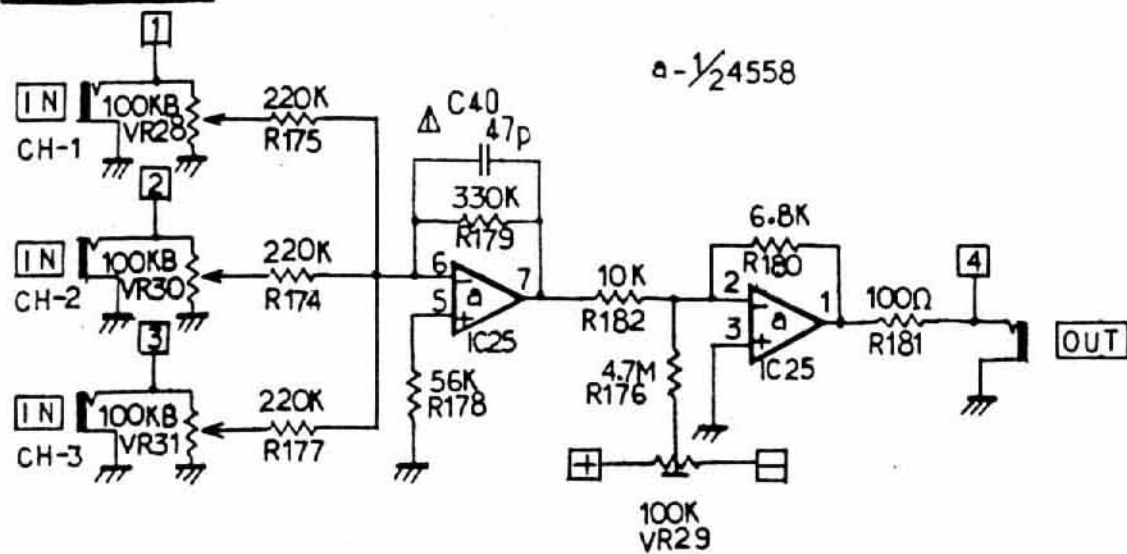 1
IN
100KB
VR28
CH-1
220K
R175
2
IN
100KB
VR30
CH-2
220K
R174
3
IN
100KB
VR31
CH-3
220K
R177
⚠ C40
47p
330K
R179
a-1/2 4558
6
7
5
a
IC25
56K
R178
10K
R182
4.7M
R176
+
−
100K
VR29
6.8K
R180
2
1
3
a
IC25
100Ω
R181
4
OUT